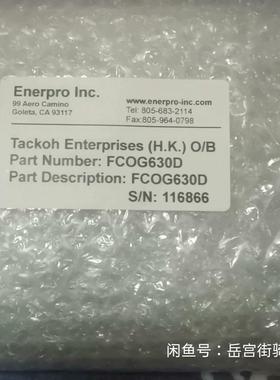 Enerpro Inc.
99 Aero Camino
Goleta, CA 93117
www.enerpro-inc.com
Tel: 805-683-2114
Fax:805-964-0798
Tackoh Enterprises (H.K.) O/B
Part Number: FCOG630D
Part Description: FCOG630D
S/N: 116866
闲鱼号：岳宫街骑